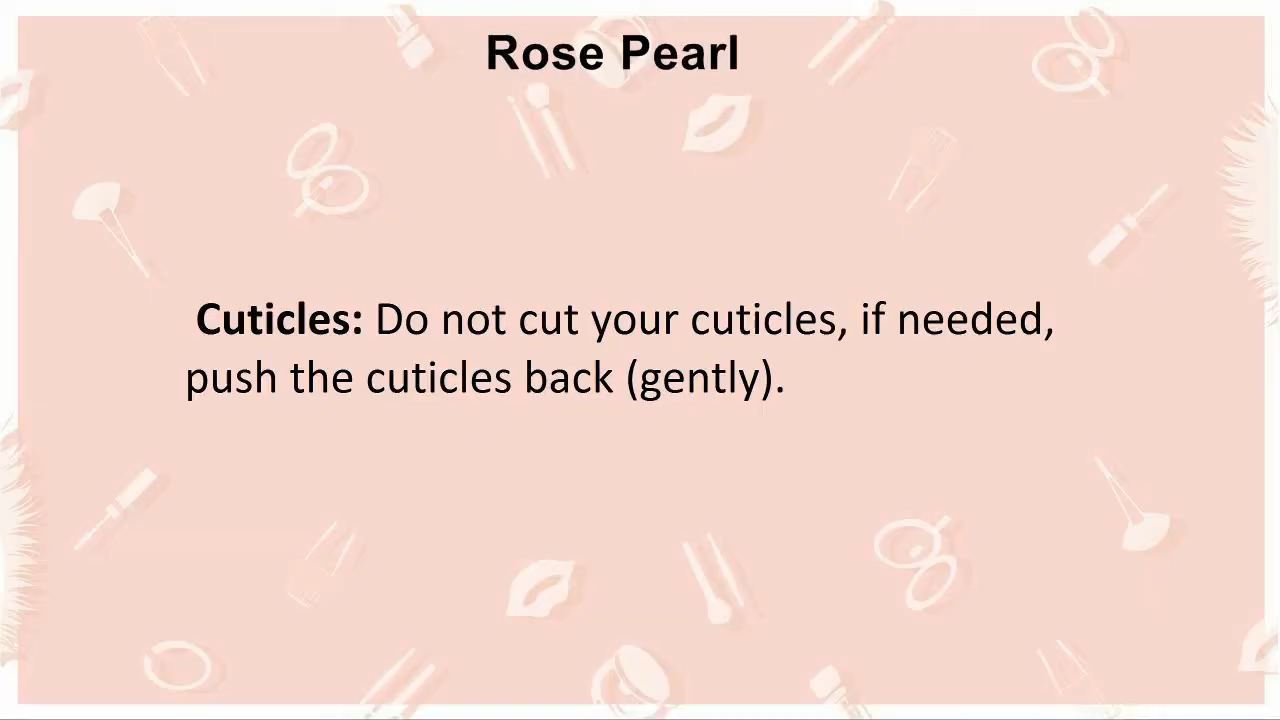 Rose Pearl
Cuticles: Do not cut your cuticles, if needed,
push the cuticles back (gently).